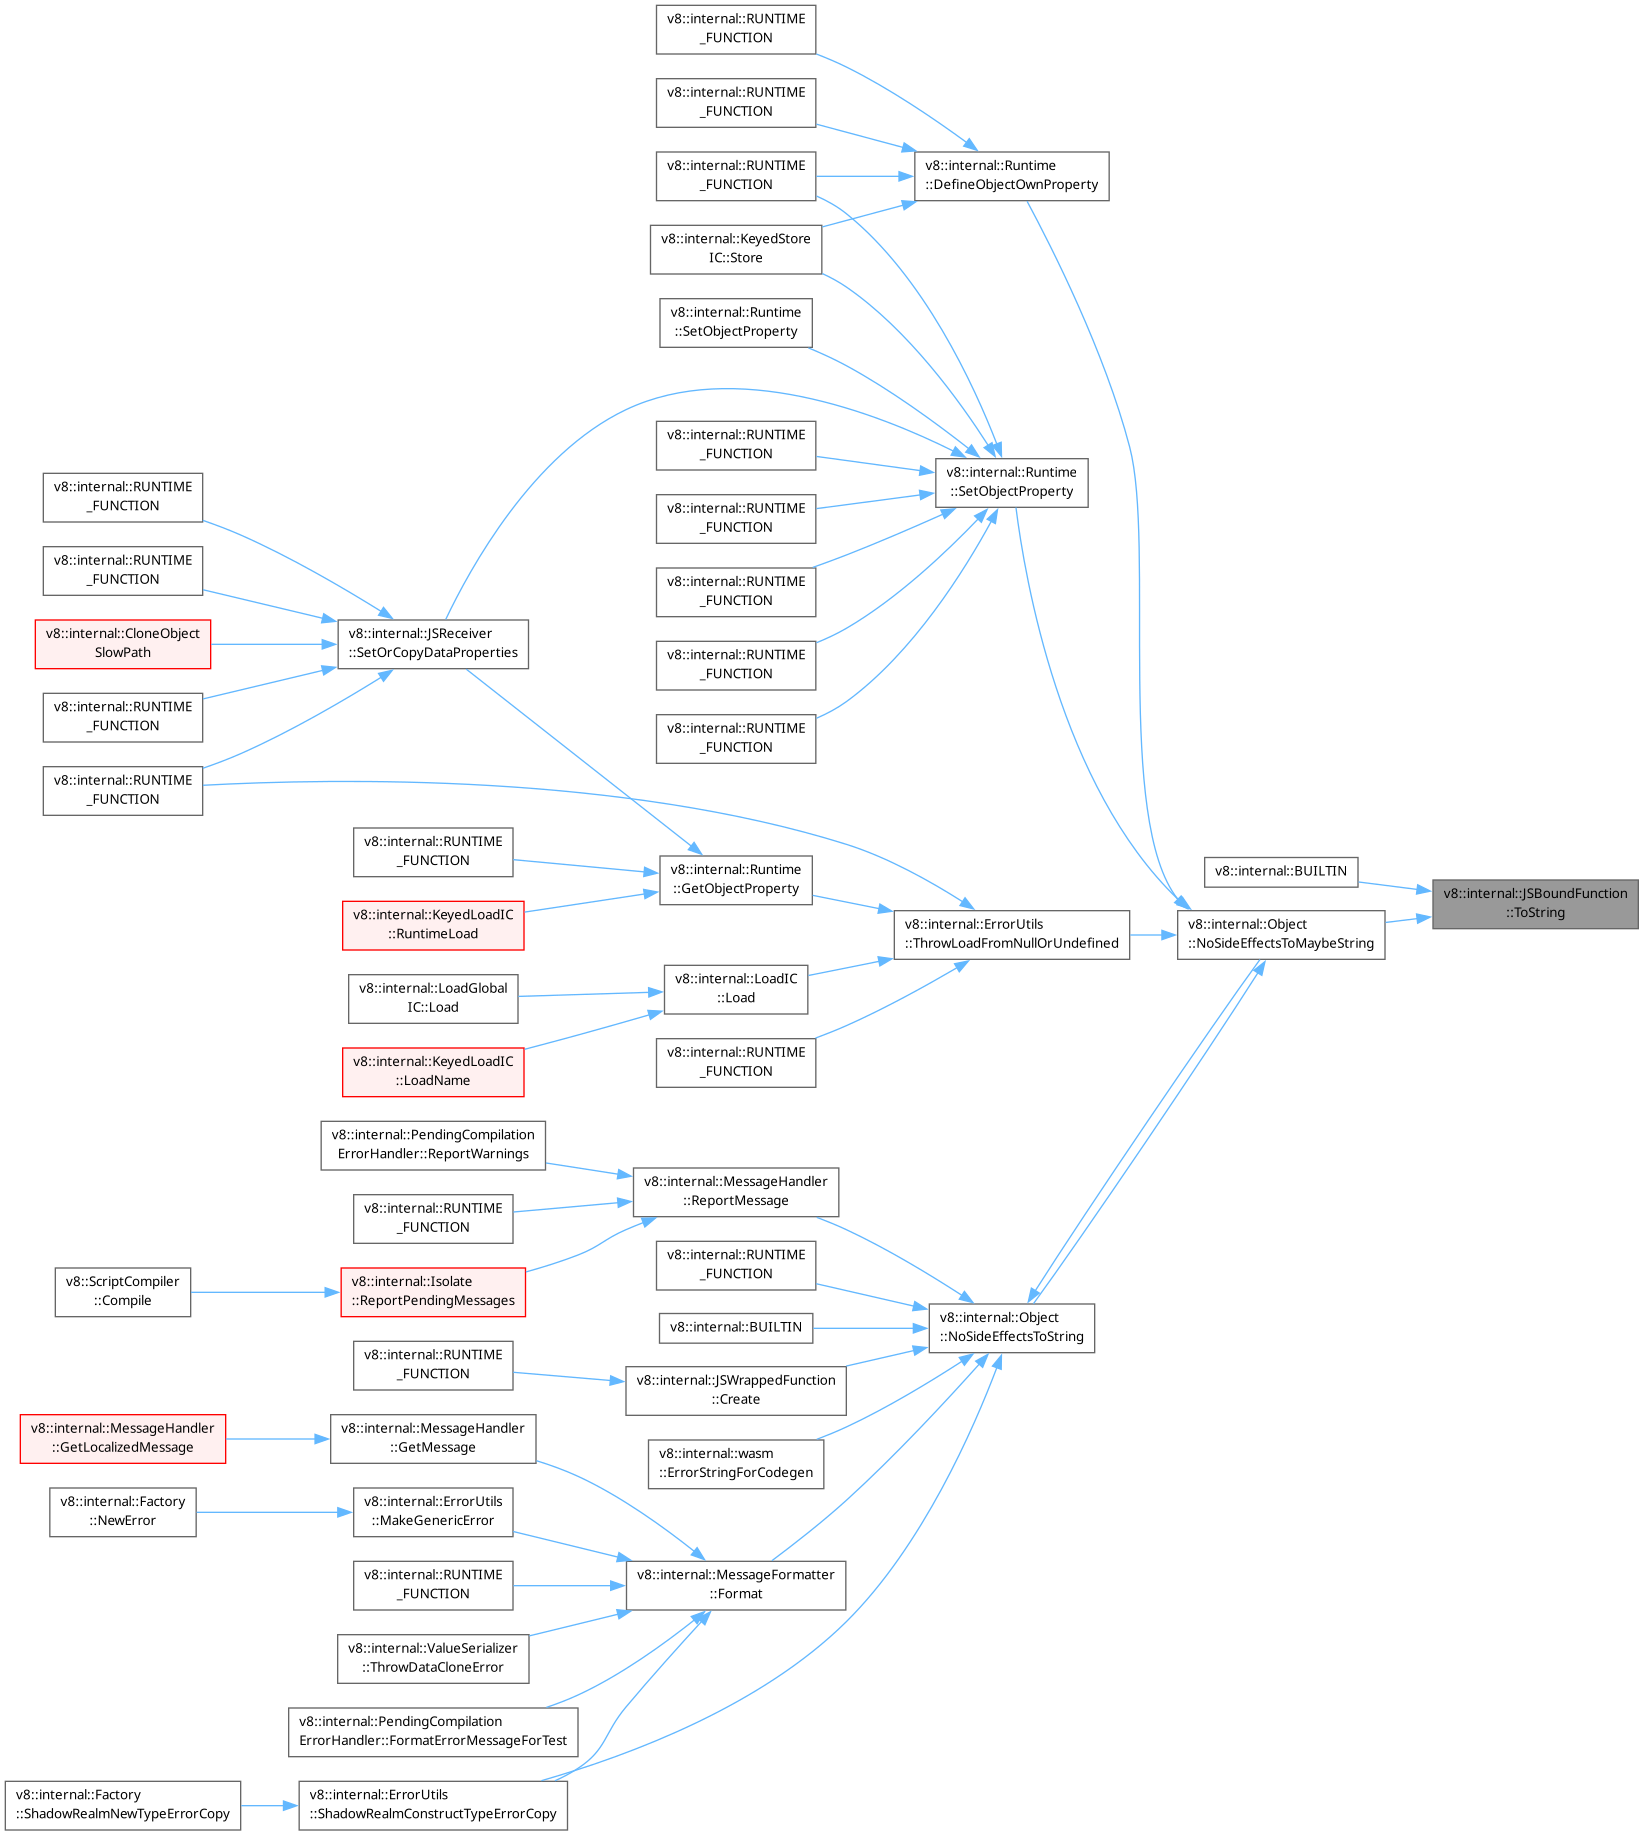 v8::internal::RUNTIME
_FUNCTION
v8::internal::RUNTIME
_FUNCTION
v8::internal::RUNTIME
_FUNCTION
v8::internal::Runtime
::DefineObjectOwnProperty
v8::internal::KeyedStore
IC::Store
v8::internal::Runtime
::SetObjectProperty
v8::internal::RUNTIME
_FUNCTION
v8::internal::Runtime
::SetObjectProperty
v8::internal::RUNTIME
_FUNCTION
v8::internal::RUNTIME
_FUNCTION
v8::internal::RUNTIME
_FUNCTION
v8::internal::RUNTIME
_FUNCTION
v8::internal::RUNTIME
_FUNCTION
v8::internal::RUNTIME
_FUNCTION
v8::internal::CloneObject
SlowPath
v8::internal::JSReceiver
::SetOrCopyDataProperties
v8::internal::RUNTIME
_FUNCTION
v8::internal::RUNTIME
_FUNCTION
v8::internal::RUNTIME
_FUNCTION
v8::internal::Runtime
::GetObjectProperty
v8::internal::BUILTIN
v8::internal::JSBoundFunction
::ToString
v8::internal::KeyedLoadIC
::RuntimeLoad
v8::internal::ErrorUtils
::ThrowLoadFromNullOrUndefined
v8::internal::Object
::NoSideEffectsToMaybeString
v8::internal::LoadGlobal
IC::Load
v8::internal::LoadIC
::Load
v8::internal::KeyedLoadIC
::LoadName
v8::internal::RUNTIME
_FUNCTION
v8::internal::PendingCompilation
ErrorHandler::ReportWarnings
v8::internal::MessageHandler
::ReportMessage
v8::internal::RUNTIME
_FUNCTION
v8::internal::RUNTIME
_FUNCTION
v8::ScriptCompiler
::Compile
v8::internal::Isolate
::ReportPendingMessages
v8::internal::BUILTIN
v8::internal::Object
::NoSideEffectsToString
v8::internal::RUNTIME
_FUNCTION
v8::internal::JSWrappedFunction
::Create
v8::internal::MessageHandler
::GetLocalizedMessage
v8::internal::MessageHandler
::GetMessage
v8::internal::wasm
::ErrorStringForCodegen
v8::internal::Factory
::NewError
v8::internal::ErrorUtils
::MakeGenericError
v8::internal::RUNTIME
_FUNCTION
v8::internal::MessageFormatter
::Format
v8::internal::ValueSerializer
::ThrowDataCloneError
v8::internal::PendingCompilation
ErrorHandler::FormatErrorMessageForTest
v8::internal::Factory
::ShadowRealmNewTypeErrorCopy
v8::internal::ErrorUtils
::ShadowRealmConstructTypeErrorCopy